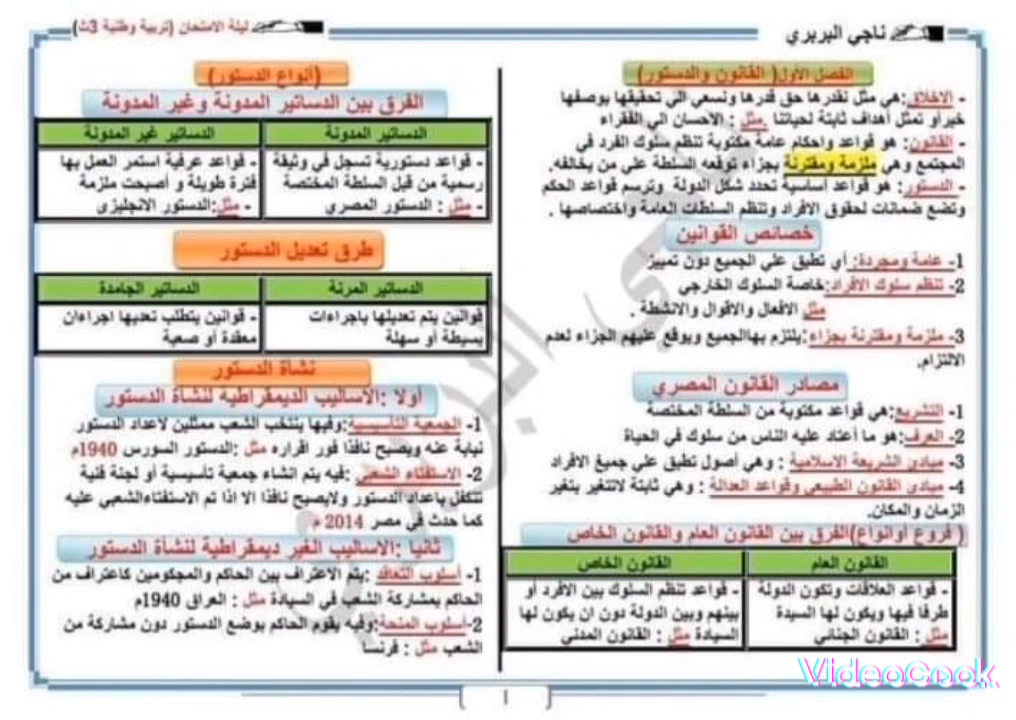 ناجي البربري
ليلة الامتحان (تربية وطنية 3ث)
الفصل الاول( القانون والدستور)
- الاخلاق:هي مثل نقدرها حق قدرها ونسعي الي تحقيقها بوصفها
خيرأو تمثل أهداف ثابتة لحياتنا .مثل : الاحسان الي الفقراء
- القانون: هو قواعد واحكام عامة مكتوبة تنظم سلوك الفرد في
المجتمع وهي ملزمة ومقترنة بجزاء توقعه السلطة علي من يخالفه.
- الدستور: هو قواعد أساسية تحدد شكل الدولة وترسم قواعد الحكم
وتضع ضمانات لحقوق الافراد وتنظم السلطات العامة واختصاصها .
خصائص القوانين
1- عامة ومجردة: أي تطبق علي الجميع دون تمييز
2- تنظم سلوك الافراد:خاصة السلوك الخارجي
مثل الافعال والاقوال والانشطة .
3- ملزمة ومقترنة بجزاء:يلتزم بهاالجميع ويوقع عليهم الجزاء لعدم
الالتزام.
مصادر القانون المصري
1- التشريع:هي قواعد مكتوبة من السلطة المختصة
2- العرف:هو ما أعتاد عليه الناس من سلوك في الحياة
3- مبادئ الشريعة الاسلامية : وهي أصول تطبق علي جميع الافراد
4- مبادئ القانون الطبيعي وقواعد العدالة : وهي ثابتة لاتتغير بتغير
الزمان والمكان.
( فروع أوانواع)الفرق بين القانون العام والقانون الخاص
القانون العام
القانون الخاص
- قواعد العلاقات وتكون الدولة
طرفا فيها ويكون لها السيدة
مثل : القانون الجنائي
- قواعد تنظم السلوك بين الافرد أو
بينهم وبين الدولة دون ان يكون لها
السيادة مثل : القانون المدني
(أنواع الدستور)
الفرق بين الدساتير المدونة وغير المدونة
الدساتير المدونة
الدساتير غير المدونة
- قواعد دستورية تسجل في وثيقة
رسمية من قبل السلطة المختصة
- مثل : الدستور المصري
- قواعد عرفية استمر العمل بها
فترة طويلة و أصبحت ملزمة
- مثل:الدستور الانجليزي
طرق تعديل الدستور
الدساتير المرنة
الدساتير الجامدة
قوانين يتم تعديلها باجراءات
بسيطة أو سهلة
- قوانين يتطلب تعديها اجراءان
معقدة أو صعبة
نشاة الدستور
أولا :الاساليب الديمقراطية لنشاة الدستور
1- الجمعية التأسيسية:وفيها ينتخب الشعب ممثلين لاعداد الدستور
نيابة عنه ويصبح نافذا فور اقراره مثل :الدستور السورس 1940م
2- الاستفتاء الشعبي :فيه يتم انشاء جمعية تأسيسية أو لجنة فنية
تتكفل باعداد الدستور ولايصبح نافذا الا اذا تم الاستفتاءالشعبي عليه
كما حدث في مصر 2014 م
ثانيا :الاساليب الغير ديمقراطية لنشاة الدستور
1- أسلوب التعاقد :يتم الاعتراف بين الحاكم والمحكومين كاعتراف من
الحاكم بمشاركة الشعب في السيادة مثل : العراق 1940م
2-أسلوب المنحة:وفيه يقوم الحاكم بوضع الدستور دون مشاركة من
الشعب مثل : فرنسا
1
VideoCook